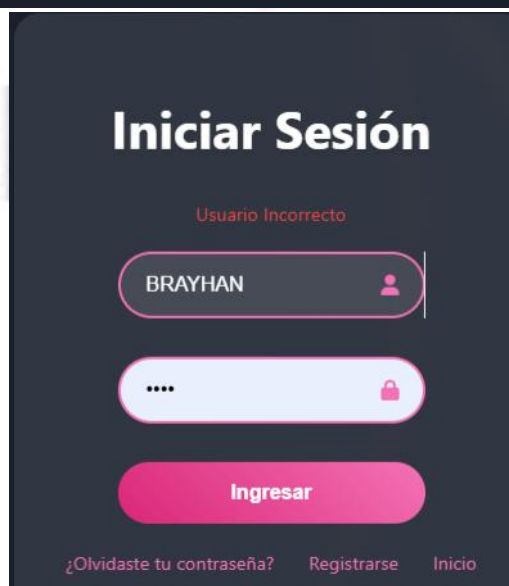 Iniciar Sesión
Usuario Incorrecto
BRAYHAN
••••
Ingresar
¿Olvidaste tu contraseña? Registrarse Inicio